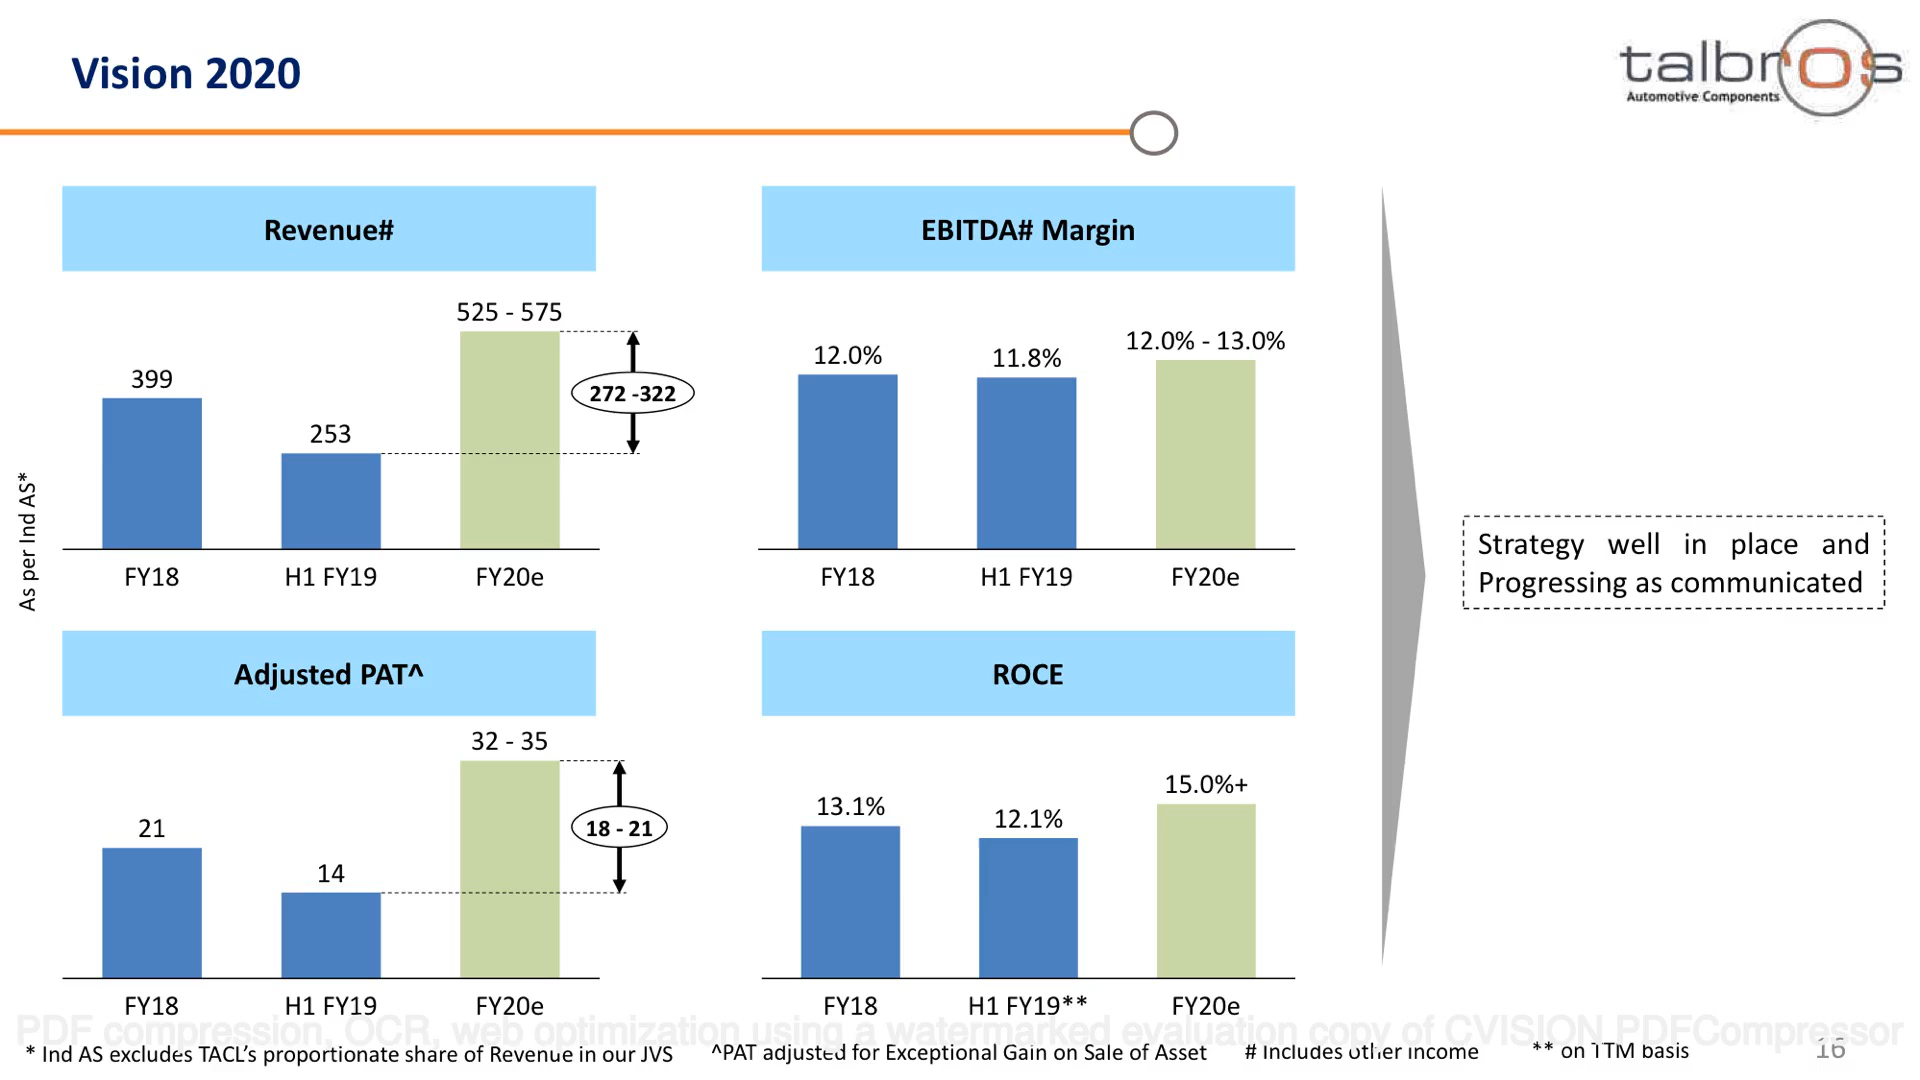 Vision 2020
talbros
Automotive Components
Revenue#
EBITDA# Margin
525 - 575
399
253
272 -322
FY18
H1 FY19
FY20e
12.0%
11.8%
12.0% - 13.0%
FY18
H1 FY19
FY20e
As per Ind AS*
Strategy well in place and
Progressing as communicated
Adjusted PAT^
ROCE
32 - 35
21
14
18 - 21
FY18
H1 FY19
FY20e
13.1%
12.1%
15.0%+
FY18
H1 FY19**
FY20e
PDF compression, OCR, web optimization using a watermarked evaluation copy of CVISION PDFCompressor
* Ind AS excludes TACL’s proportionate share of Revenue in our JVS
^PAT adjusted for Exceptional Gain on Sale of Asset
# Includes other income
** on TTM basis
16